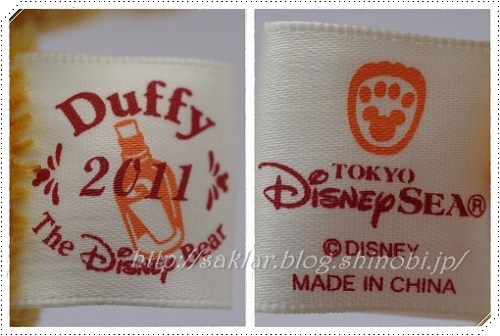 Duffy
2011
The Disney Bear
TOKYO
DISNEYSEA®
©DISNEY
MADE IN CHINA
http://saklar.blog.shinobi.jp/